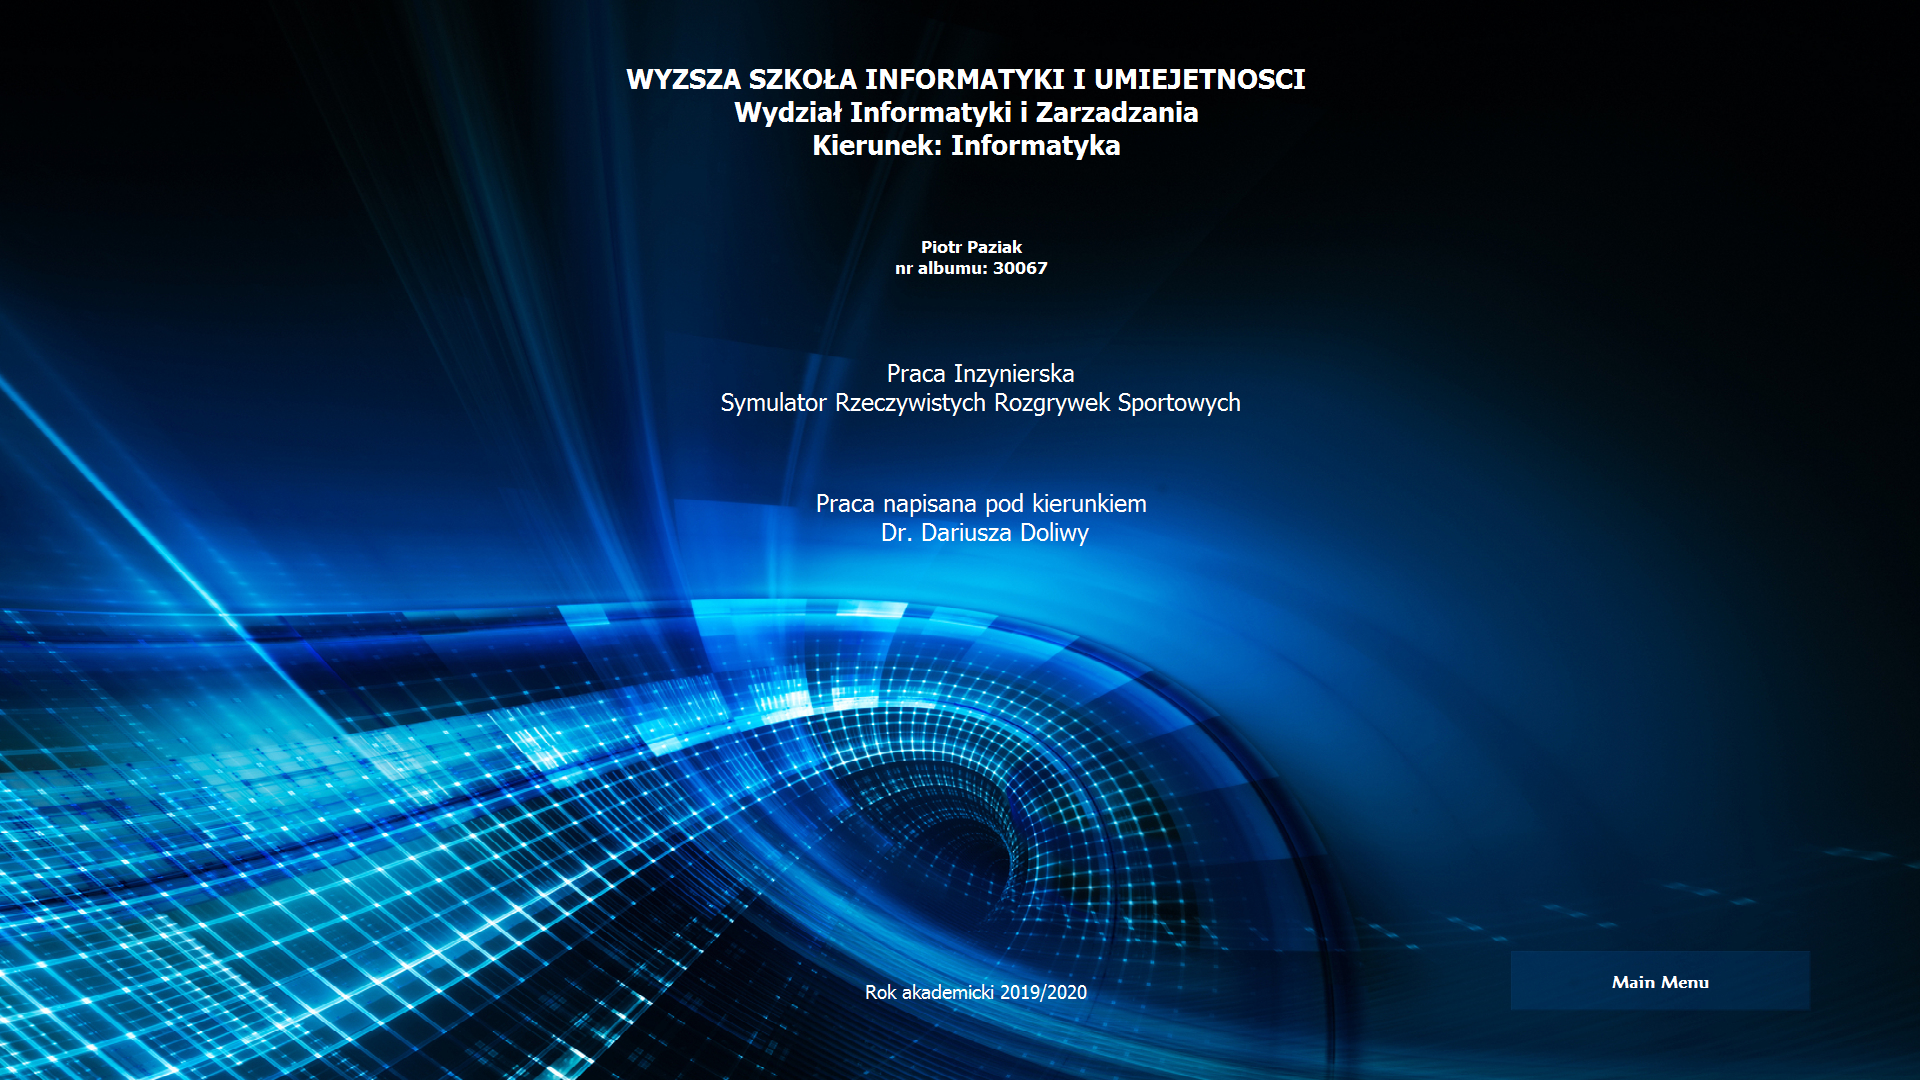 WYZSZA SZKOŁA INFORMATYKI I UMIEJETNOSCI
Wydział Informatyki i Zarzadzania
Kierunek: Informatyka
Piotr Paziak
nr albumu: 30067
Praca Inzynierska
Symulator Rzeczywistych Rozgrywek Sportowych
Praca napisana pod kierunkiem
Dr. Dariusza Doliwy
Rok akademicki 2019/2020
Main Menu